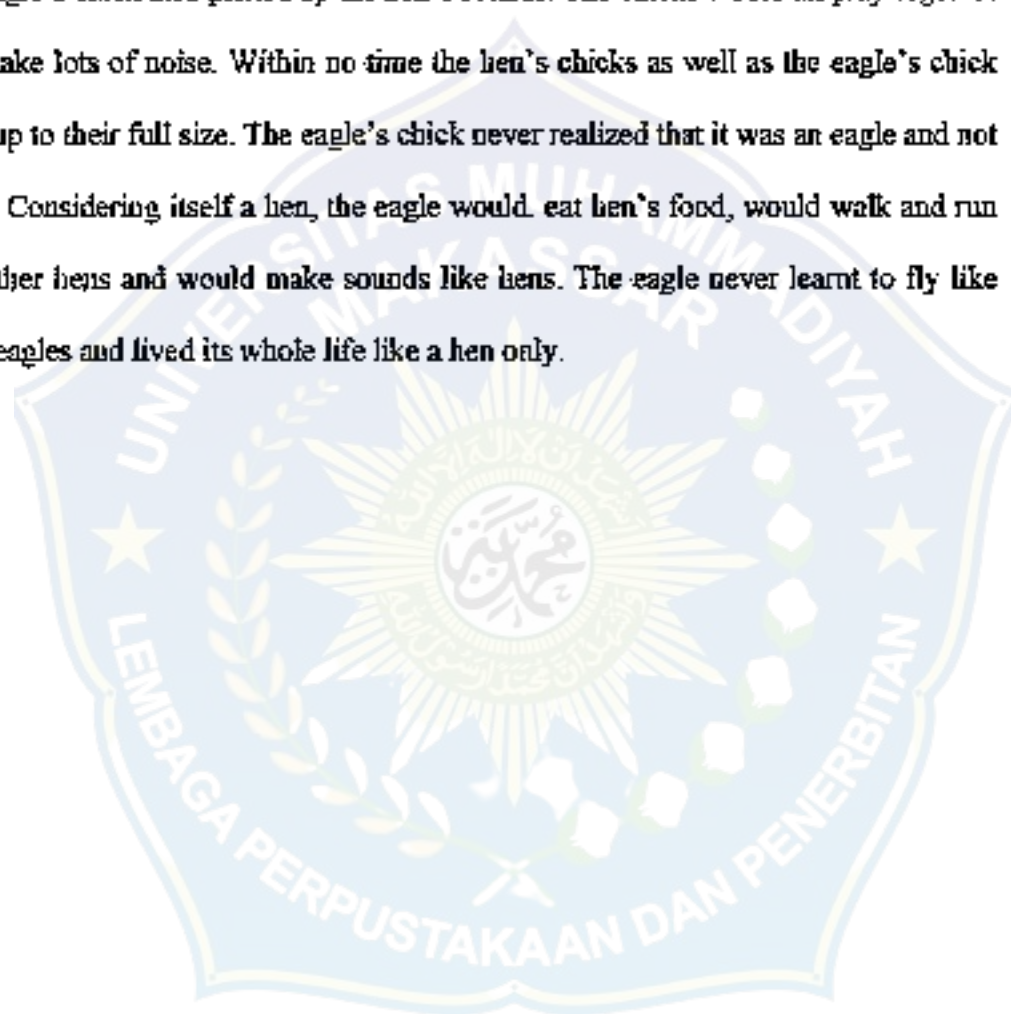 ake lots of noise. Within no time the hen's chicks as well as the eagle's chick
up to their full size. The eagle's chick never realized that it was an eagle and not
Considering itself a hen, the eagle would. eat hen's food, would walk and run
ther hens and would make sounds like hens. The eagle never learnt to fly like
eagles and lived its whole life like a hen only.
UNIVERSITAS MUHAMMADIYAH
MAKASSAR
LEMBAGA PERPUSTAKAAN DAN PENERBITAN